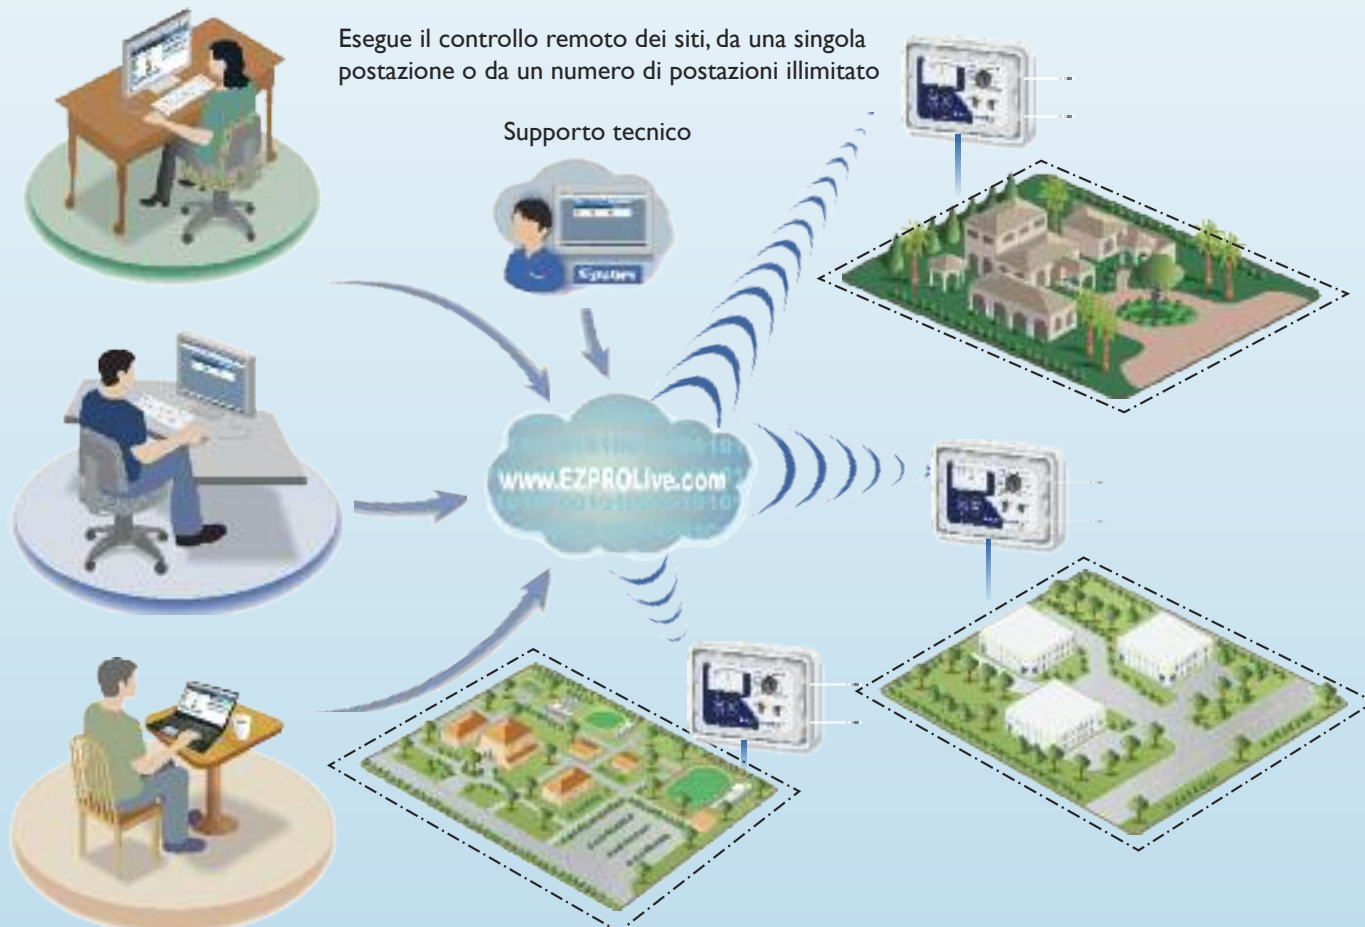 Esegue il controllo remoto dei siti, da una singola
postazione o da un numero di postazioni illimitato
Supporto tecnico
www.EZPROLive.com